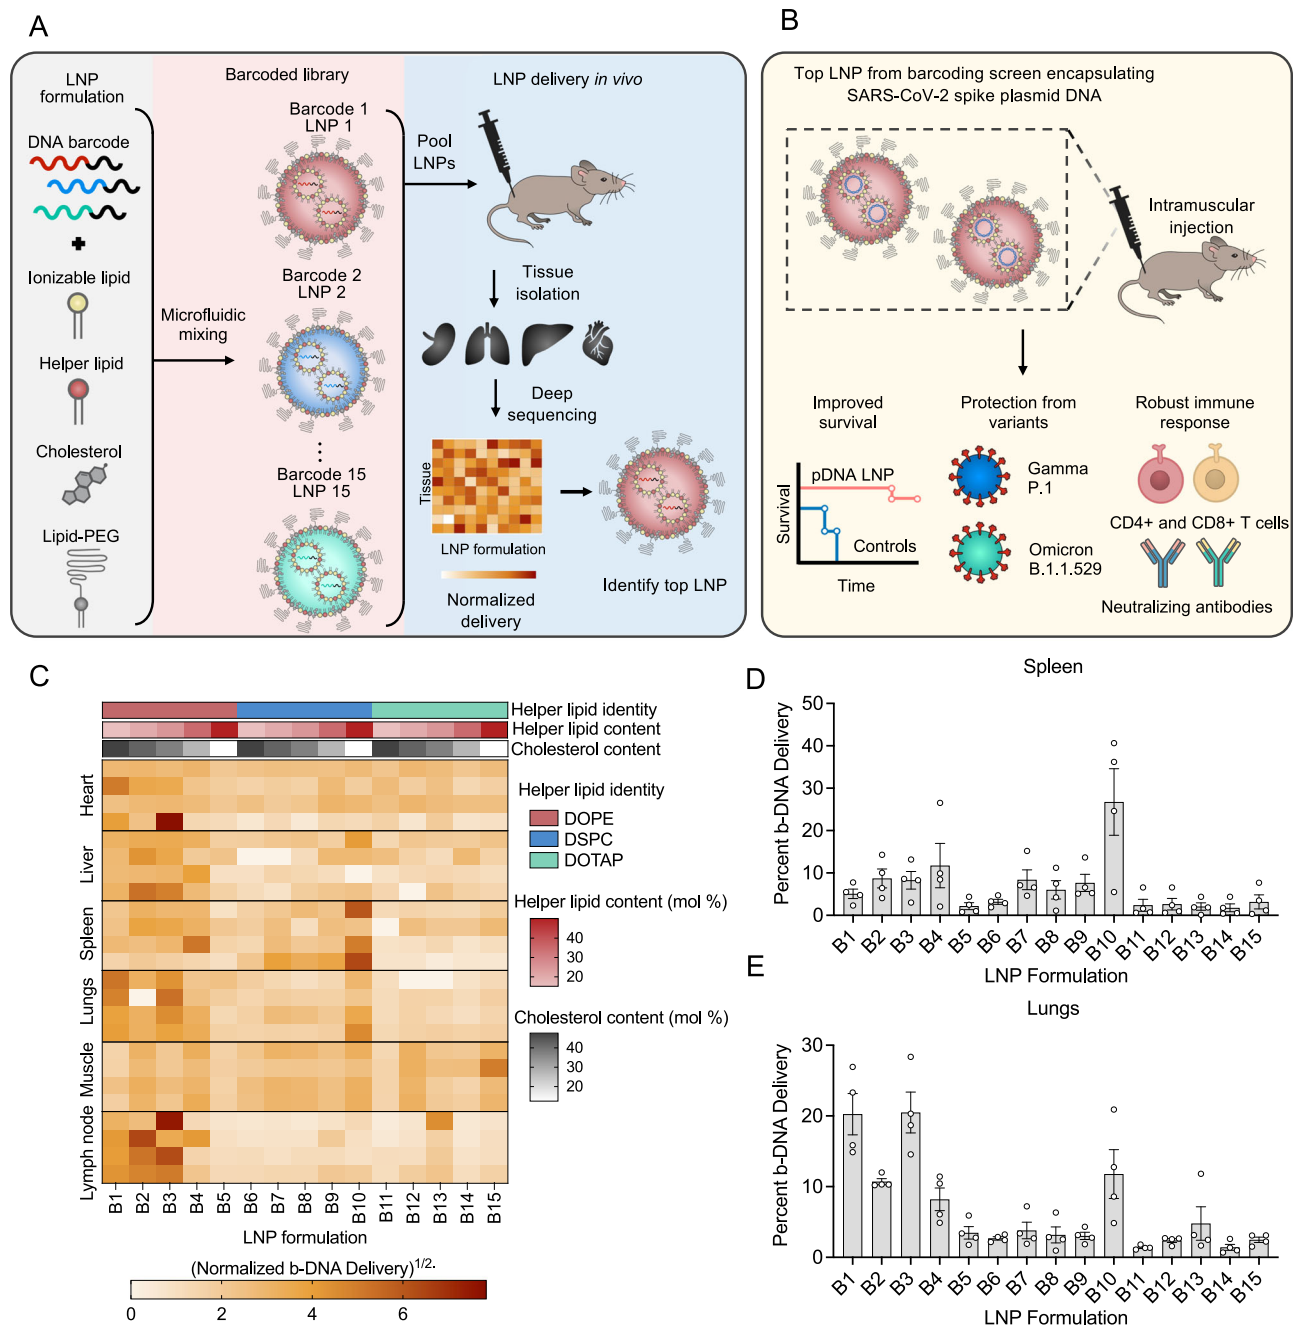 A
LNP
formulation
DNA barcode
Ionizable lipid
Helper lipid
Cholesterol
Lipid-PEG
Microfluidic
mixing
Barcoded library
Barcode 1
LNP 1
Barcode 2
LNP 2
Barcode 15
LNP 15
LNP delivery in vivo
Pool
LNPs
Tissue
isolation
Deep
sequencing
Tissue
LNP formulation
Normalized
delivery
Identify top LNP
B
Top LNP from barcoding screen encapsulating
SARS-CoV-2 spike plasmid DNA
Intramuscular
injection
Improved
survival
Survival
pDNA LNP
Controls
Time
Protection from
variants
Gamma
P.1
Omicron
B.1.1.529
Robust immune
response
CD4+ and CD8+ T cells
Neutralizing antibodies
C
Helper lipid identity
Helper lipid content
Cholesterol content
Heart
Liver
Spleen
Lungs
Muscle
Lymph node
B1
B2
B3
B4
B5
B6
B7
B8
B9
B10
B11
B12
B13
B14
B15
LNP formulation
(Normalized b-DNA Delivery)1/2.
0
2
4
6
Helper lipid identity
DOPE
DSPC
DOTAP
Helper lipid content (mol %)
40
30
20
Cholesterol content (mol %)
40
30
20
D
Spleen
Percent b-DNA Delivery
50
40
30
20
10
0
B1
B2
B3
B4
B5
B6
B7
B8
B9
B10
B11
B12
B13
B14
B15
LNP Formulation
E
Lungs
Percent b-DNA Delivery
30
20
10
0
B1
B2
B3
B4
B5
B6
B7
B8
B9
B10
B11
B12
B13
B14
B15
LNP Formulation